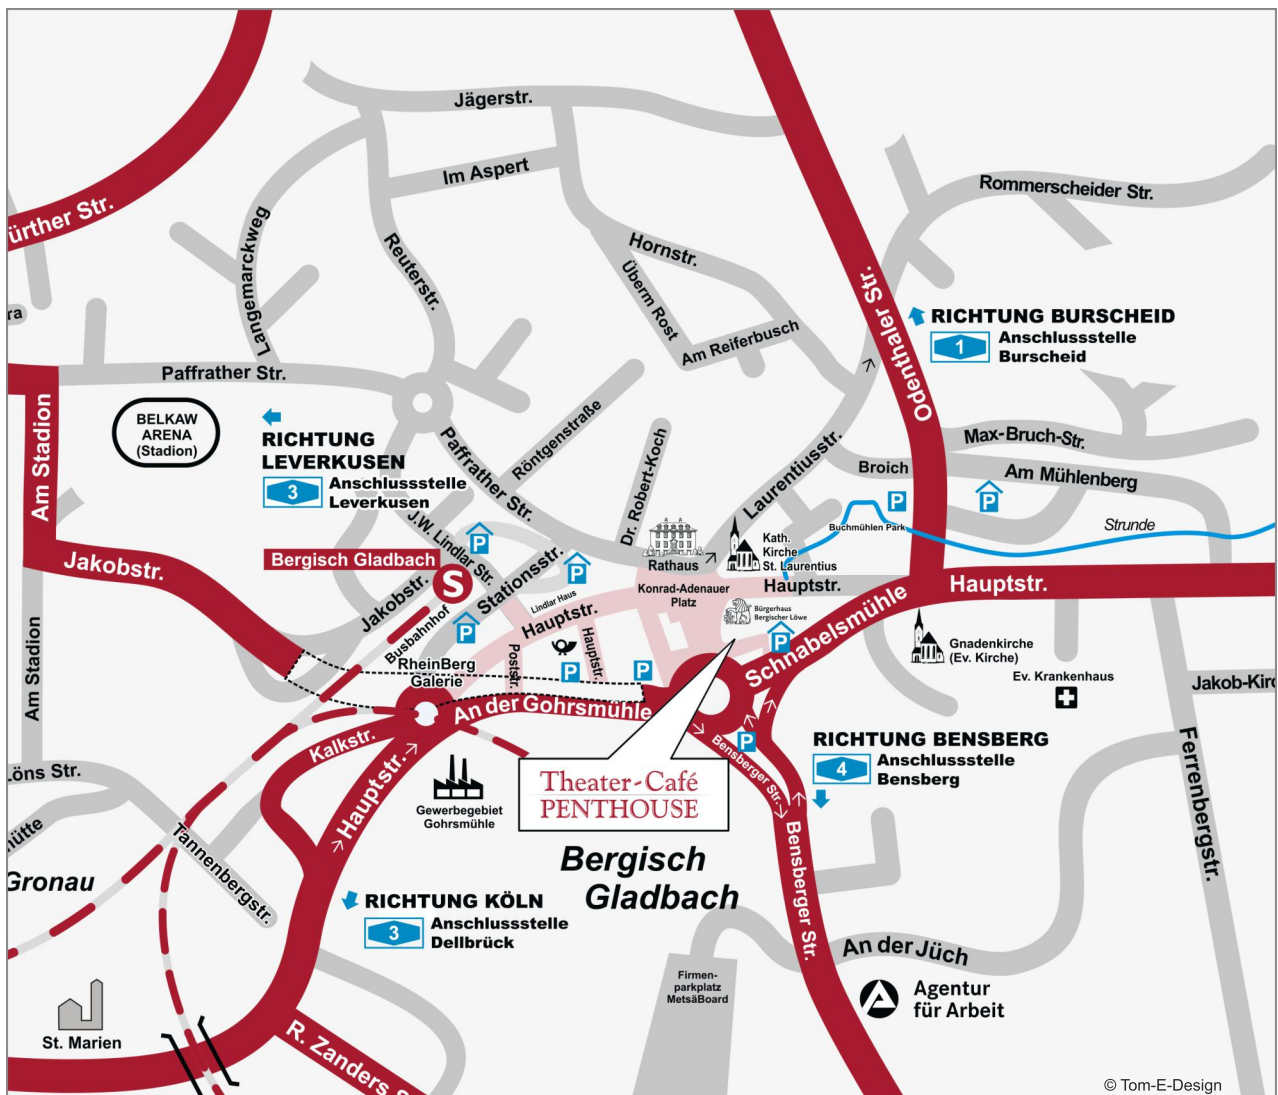 Jägerstr.
Im Aspert
Rommerscheider Str.
ürther Str.
Langemarckweg
Reuterstr.
Hornstr.
Überm Rost
Am Reiferbusch
Odenthaler Str.
ra
RICHTUNG BURSCHEID
1
Anschlussstelle
Burscheid
Paffrather Str.
BELKAW
ARENA
(Stadion)
Am Stadion
RICHTUNG
LEVERKUSEN
3
Anschlussstelle
Leverkusen
Paffrather Str.
Röntgenstraße
Dr. Robert-Koch
Laurentiusstr.
Max-Bruch-Str.
Broich
Am Mühlenberg
P
P
Buchmühlen Park
Strunde
J.W. Lindlar Str.
P
Jakobstr.
Bergisch Gladbach
S
Stationsstr.
P
Rathaus
Kath.
Kirche
St. Laurentius
Hauptstr.
Hauptstr.
Konrad-Adenauer
Platz
Jakobstr.
Busbahnhof
Lindlar Haus
Hauptstr.
Bürgerhaus
Bergischer Löwe
P
P
Schnabelsmühle
Gnadenkirche
(Ev. Kirche)
Ev. Krankenhaus
Am Stadion
RheinBerg
Galerie
Poststr.
Hauptstr.
P
P
Jakob-Kirc
An der Gohrsmühle
Kalkstr.
Hauptstr.
P
Bensberger Str.
RICHTUNG BENSBERG
4
Anschlussstelle
Bensberg
Löns Str.
Gewerbegebiet
Gohrsmühle
Theater-Café
PENTHOUSE
Ferrenbergstr.
hütte
Tannenbergstr.
Gronau
Bergisch
Gladbach
Bensberger Str.
RICHTUNG KÖLN
3
Anschlussstelle
Dellbrück
An der Jüch
Firmen-
parkplatz
MetsäBoard
Agentur
für Arbeit
St. Marien
R. Zanders S
© Tom-E-Design